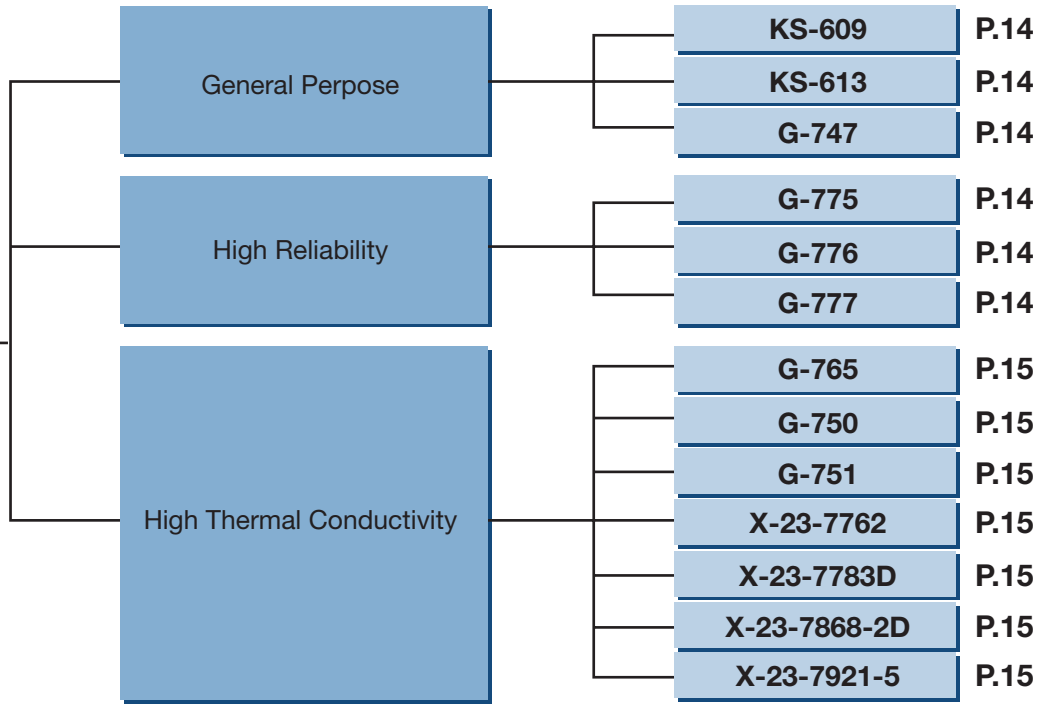 General Perpose
KS-609 P.14
KS-613 P.14
G-747 P.14
High Reliability
G-775 P.14
G-776 P.14
G-777 P.14
High Thermal Conductivity
G-765 P.15
G-750 P.15
G-751 P.15
X-23-7762 P.15
X-23-7783D P.15
X-23-7868-2D P.15
X-23-7921-5 P.15